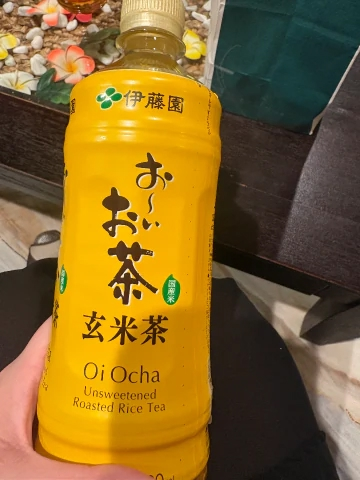 伊藤園
お〜いお茶
国産米
玄米茶
Oi Ocha
Unsweetened
Roasted Rice Tea